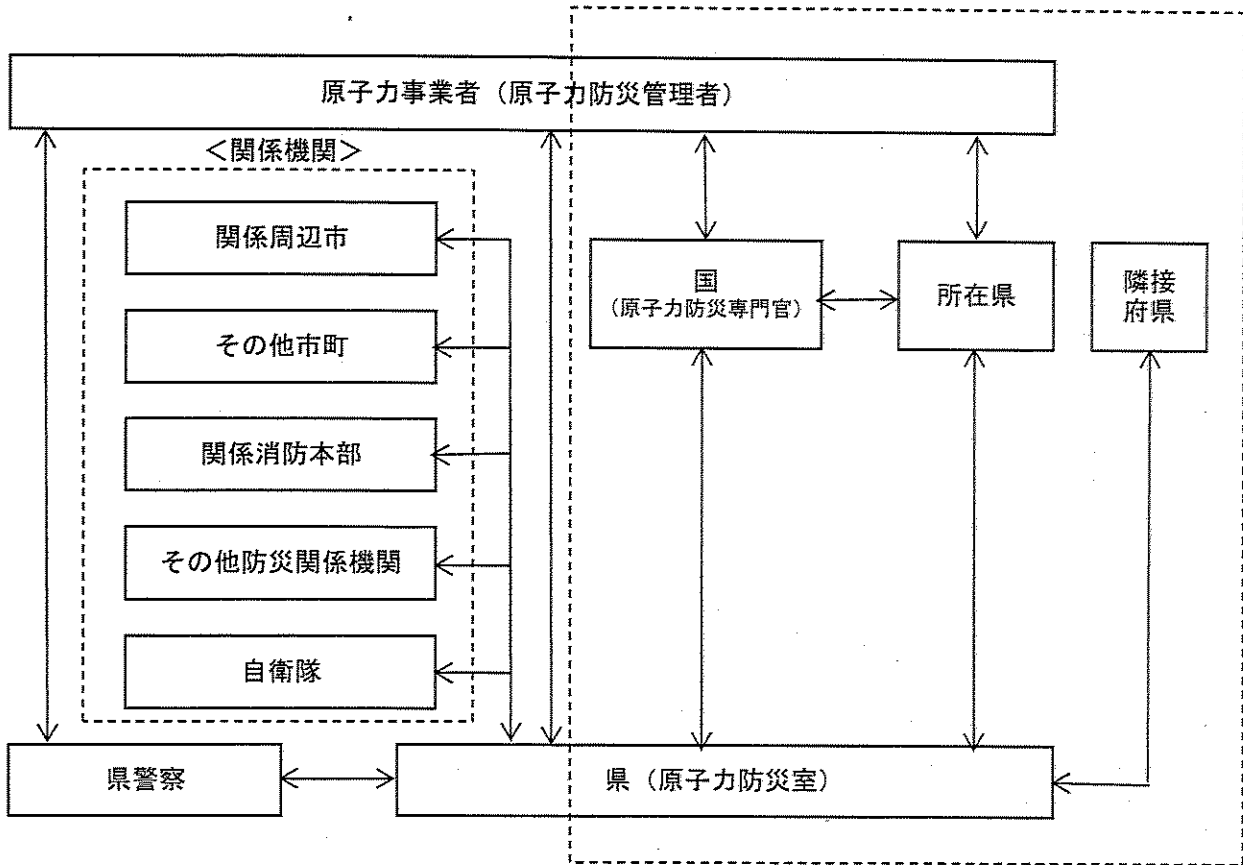 原子力事業者（原子力防災管理者）
＜関係機関＞
関係周辺市
その他市町
関係消防本部
その他防災関係機関
自衛隊
国
（原子力防災専門官）
所在県
隣接
府県
県警察
県（原子力防災室）